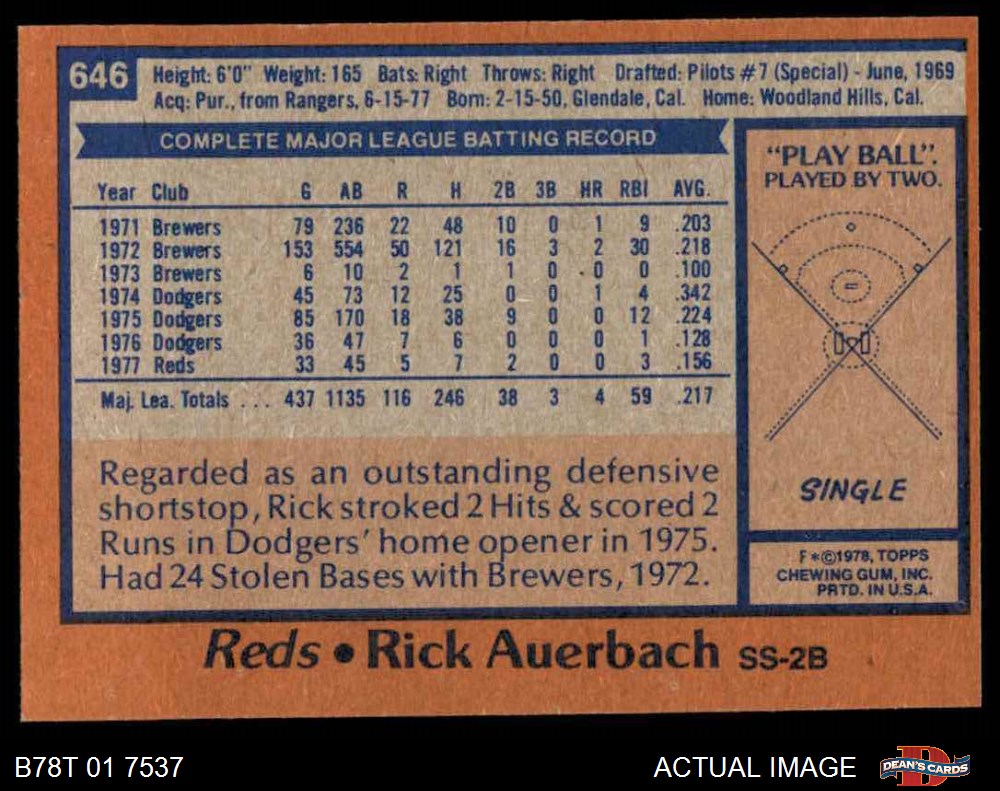 646
Height: 6'0" Weight: 165 Bats: Right Throws: Right Drafted: Pilots #7 (Special) - June, 1969
Acq: Pur., from Rangers, 6-15-77 Born: 2-15-50, Glendale, Cal. Home: Woodland Hills, Cal.
COMPLETE MAJOR LEAGUE BATTING RECORD
Year Club G AB R H 2B 3B HR RBI AVG.
1971 Brewers 79 236 22 48 10 0 1 9 .203
1972 Brewers 153 554 50 121 16 3 2 30 .218
1973 Brewers 6 10 2 1 1 0 0 0 .100
1974 Dodgers 45 73 12 25 0 0 1 4 .342
1975 Dodgers 85 170 18 38 9 0 0 12 .224
1976 Dodgers 36 47 7 6 0 0 0 1 .128
1977 Reds 33 45 5 7 2 0 0 3 .156
Maj. Lea. Totals ... 437 1135 116 246 38 3 4 59 .217
Regarded as an outstanding defensive
shortstop, Rick stroked 2 Hits & scored 2
Runs in Dodgers' home opener in 1975.
Had 24 Stolen Bases with Brewers, 1972.
"PLAY BALL".
PLAYED BY TWO.
SINGLE
F*©1978, TOPPS
CHEWING GUM, INC.
PRTD. IN U.S.A.
Reds • Rick Auerbach SS-2B
B78T 01 7537
ACTUAL IMAGE
D
DEAN'S CARDS